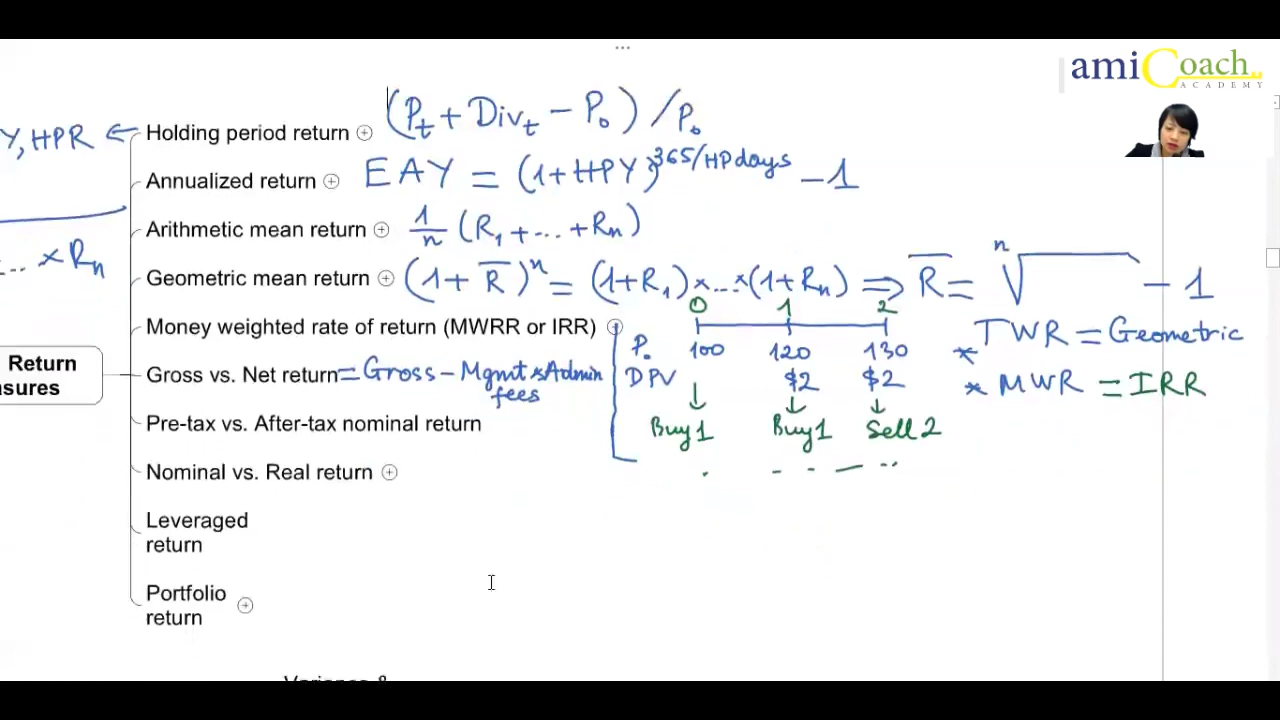 ...
ami Coach
ACADEMY
Y, HPR ← Holding period return (Pt + Divt − P0) / P0
Annualized return EAY = (1+HPY)^365/HP days − 1
Arithmetic mean return 1/n (R1 + ... + Rn)
... × Rn
Geometric mean return (1+R̅)^n = (1+R1) × ... × (1+Rn) ⇒ R̅ = n√ − 1
0 1 2
Money weighted rate of return (MWRR or IRR)
* TWR = Geometric
P. 100 120 130
Return
Gross vs. Net return = Gross − Mgmt & Admin fees
DPV $2 $2
* MWR = IRR
sures
Pre-tax vs. After-tax nominal return
Buy 1 Buy 1 Sell 2
Nominal vs. Real return
Leveraged
return
Portfolio
return